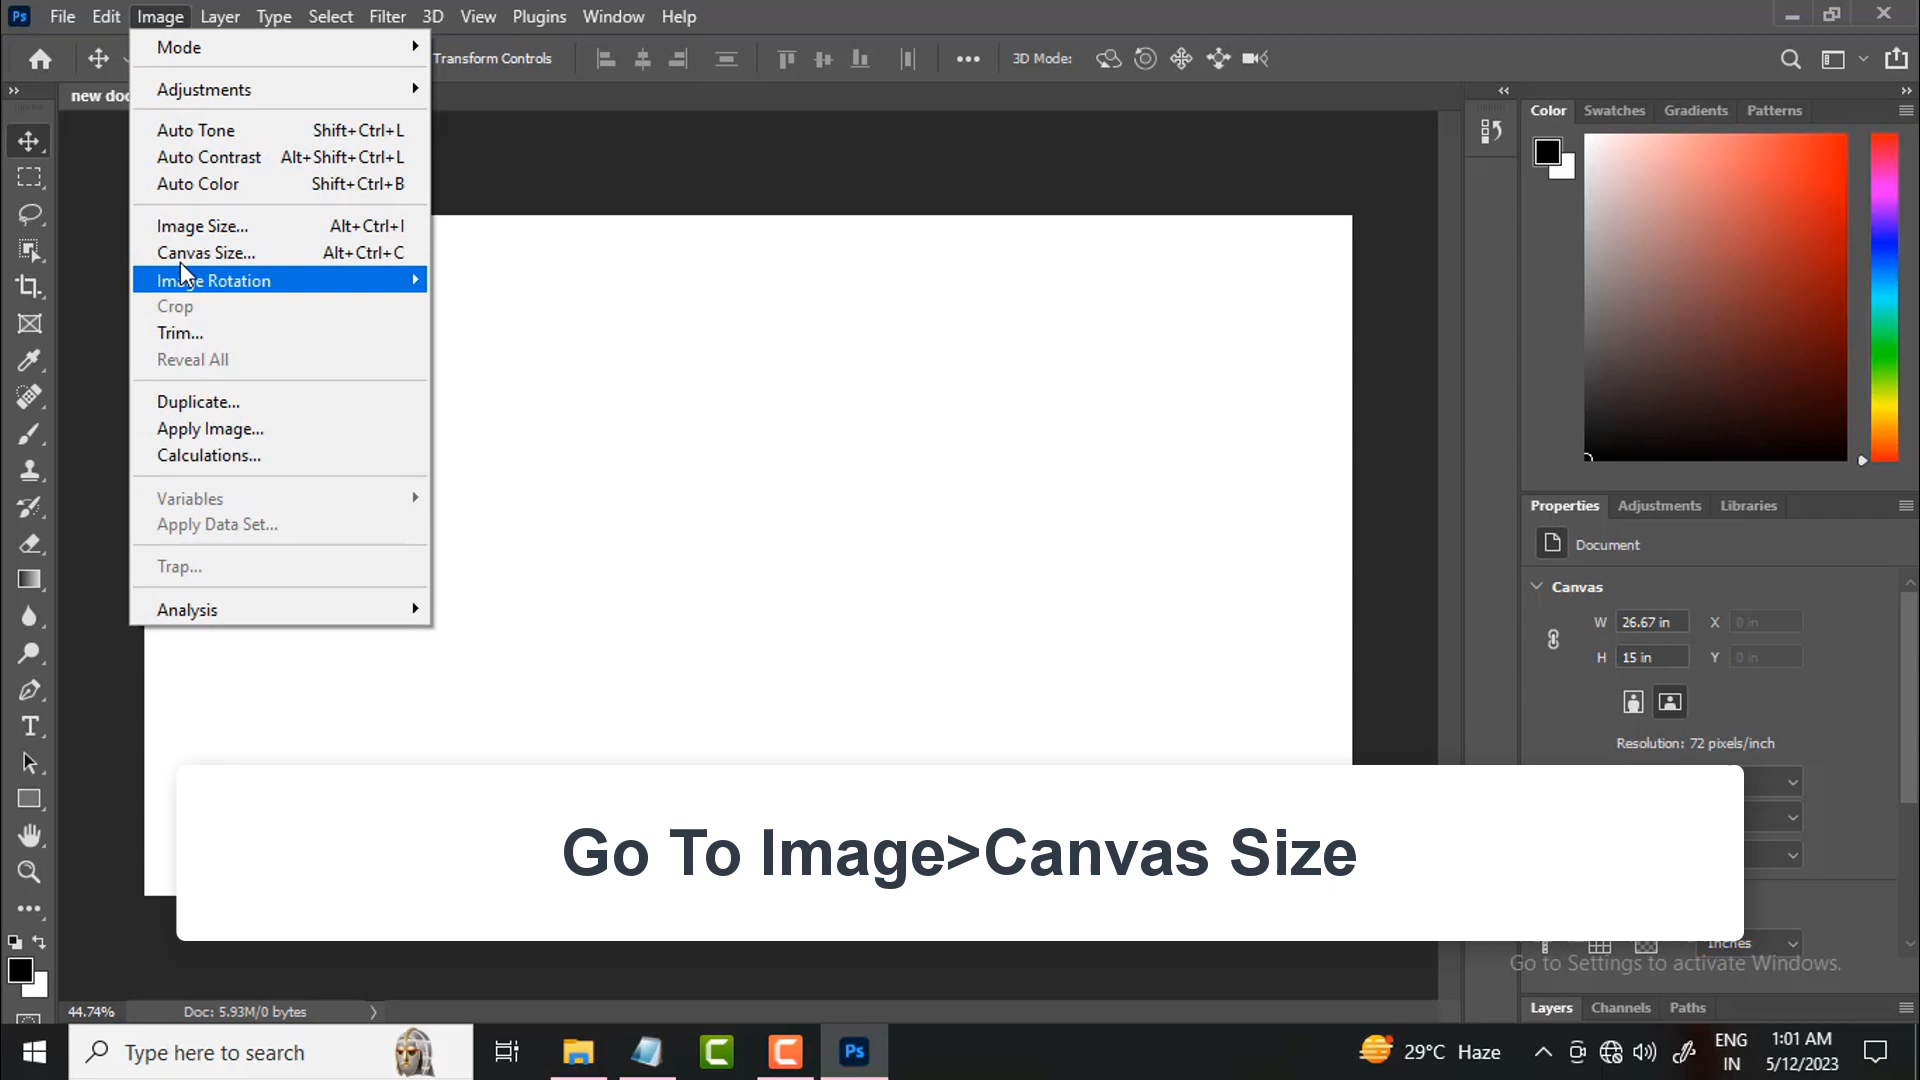 Ps File Edit Image Layer Type Select Filter 3D View Plugins Window Help
Transform Controls 3D Mode:
new doc
Mode
Adjustments
Auto Tone Shift+Ctrl+L
Auto Contrast Alt+Shift+Ctrl+L
Auto Color Shift+Ctrl+B
Image Size... Alt+Ctrl+I
Canvas Size... Alt+Ctrl+C
Image Rotation
Crop
Trim...
Reveal All
Duplicate...
Apply Image...
Calculations...
Variables
Apply Data Set...
Trap...
Analysis
Color Swatches Gradients Patterns
Properties Adjustments Libraries
Document
Canvas
W 26.67 in X 0 in
H 15 in Y 0 in
Resolution: 72 pixels/inch
Go To Image>Canvas Size
Inches
Go to Settings to activate Windows.
44.74% Doc: 5.93M/0 bytes
Layers Channels Paths
Type here to search
Ps
29°C Haze
ENG
IN
1:01 AM
5/12/2023